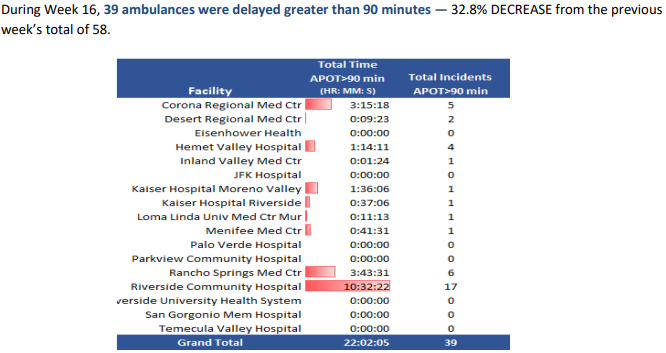 During Week 16, 39 ambulances were delayed greater than 90 minutes — 32.8% DECREASE from the previous
week's total of 58.
Facility Total Time APOT>90 min (HR: MM: S) Total Incidents APOT>90 min
Corona Regional Med Ctr 3:15:18 5
Desert Regional Med Ctr 0:09:23 2
Eisenhower Health 0:00:00 0
Hemet Valley Hospital 1:14:11 4
Inland Valley Med Ctr 0:01:24 1
JFK Hospital 0:00:00 0
Kaiser Hospital Moreno Valley 1:36:06 1
Kaiser Hospital Riverside 0:37:06 1
Loma Linda Univ Med Ctr Mur 0:11:13 1
Menifee Med Ctr 0:41:31 1
Palo Verde Hospital 0:00:00 0
Parkview Community Hospital 0:00:00 0
Rancho Springs Med Ctr 3:43:31 6
Riverside Community Hospital 10:32:22 17
verside University Health System 0:00:00 0
San Gorgonio Mem Hospital 0:00:00 0
Temecula Valley Hospital 0:00:00 0
Grand Total 22:02:05 39